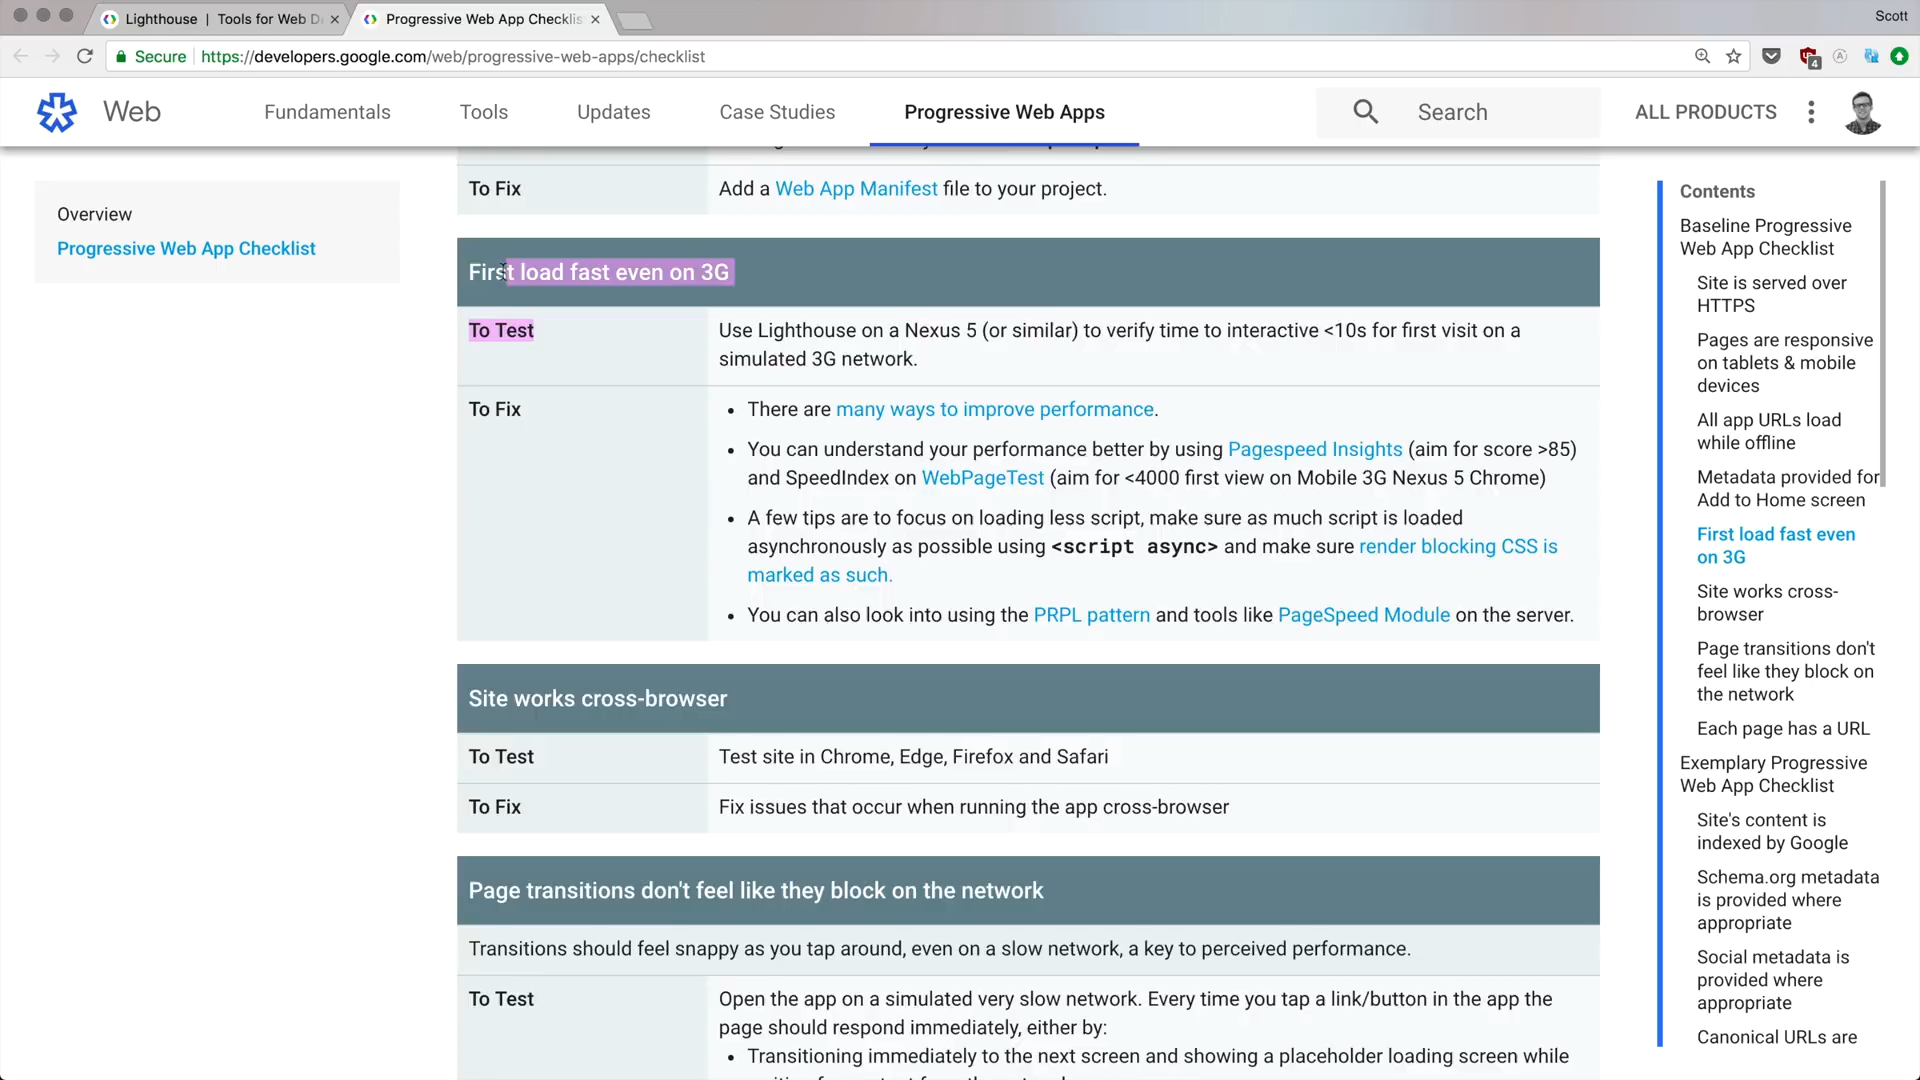 Lighthouse | Tools for Web D
Progressive Web App Checklis
Scott
Secure
https://developers.google.com/web/progressive-web-apps/checklist
4
Web
Fundamentals
Tools
Updates
Case Studies
Progressive Web Apps
Search
ALL PRODUCTS
Overview
Progressive Web App Checklist
To Fix
Add a Web App Manifest file to your project.
First load fast even on 3G
To Test
Use Lighthouse on a Nexus 5 (or similar) to verify time to interactive <10s for first visit on a
simulated 3G network.
To Fix
• There are many ways to improve performance.
• You can understand your performance better by using Pagespeed Insights (aim for score >85)
and SpeedIndex on WebPageTest (aim for <4000 first view on Mobile 3G Nexus 5 Chrome)
• A few tips are to focus on loading less script, make sure as much script is loaded
asynchronously as possible using <script async> and make sure render blocking CSS is
marked as such.
• You can also look into using the PRPL pattern and tools like PageSpeed Module on the server.
Site works cross-browser
To Test
Test site in Chrome, Edge, Firefox and Safari
To Fix
Fix issues that occur when running the app cross-browser
Page transitions don't feel like they block on the network
Transitions should feel snappy as you tap around, even on a slow network, a key to perceived performance.
To Test
Open the app on a simulated very slow network. Every time you tap a link/button in the app the
page should respond immediately, either by:
• Transitioning immediately to the next screen and showing a placeholder loading screen while
Contents
Baseline Progressive
Web App Checklist
Site is served over
HTTPS
Pages are responsive
on tablets & mobile
devices
All app URLs load
while offline
Metadata provided for
Add to Home screen
First load fast even
on 3G
Site works cross-
browser
Page transitions don't
feel like they block on
the network
Each page has a URL
Exemplary Progressive
Web App Checklist
Site's content is
indexed by Google
Schema.org metadata
is provided where
appropriate
Social metadata is
provided where
appropriate
Canonical URLs are